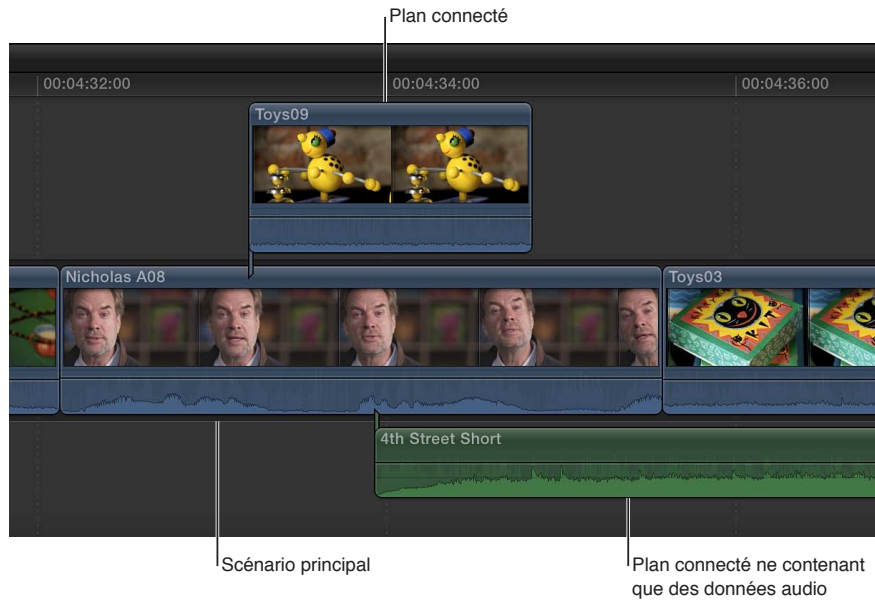 Plan connecté
00:04:32:00
00:04:34:00
00:04:36:00
Toys09
Nicholas A08
Toys03
4th Street Short
Scénario principal
Plan connecté ne contenant
que des données audio